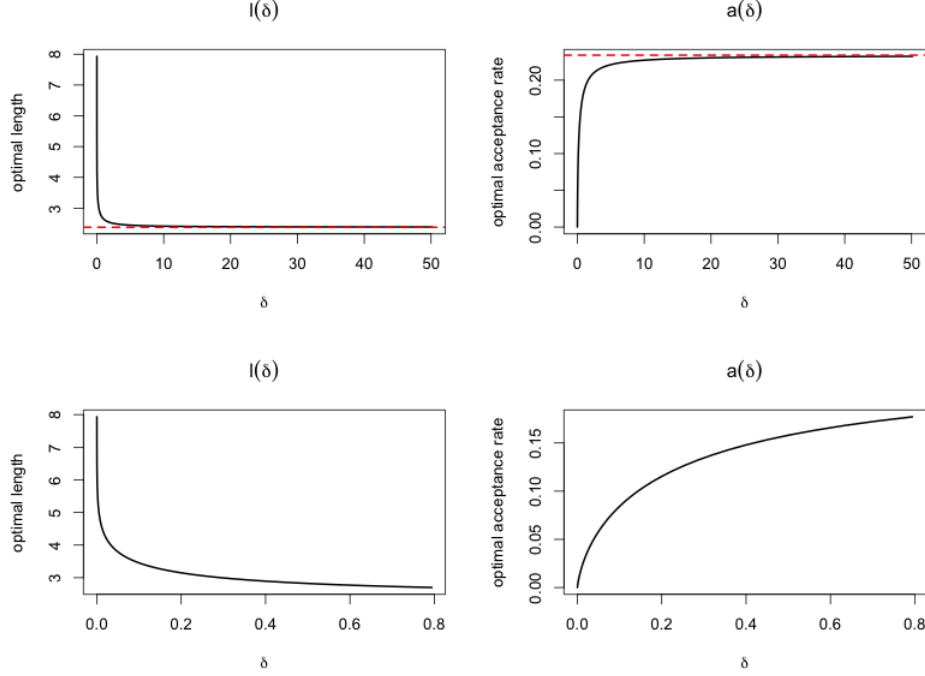 l(δ)
optimal length
3 4 5 6 7 8
0 10 20 30 40 50
δ
a(δ)
optimal acceptance rate
0.00 0.10 0.20
0 10 20 30 40 50
δ
l(δ)
optimal length
3 4 5 6 7 8
0.0 0.2 0.4 0.6 0.8
δ
a(δ)
optimal acceptance rate
0.00 0.05 0.10 0.15
0.0 0.2 0.4 0.6 0.8
δ